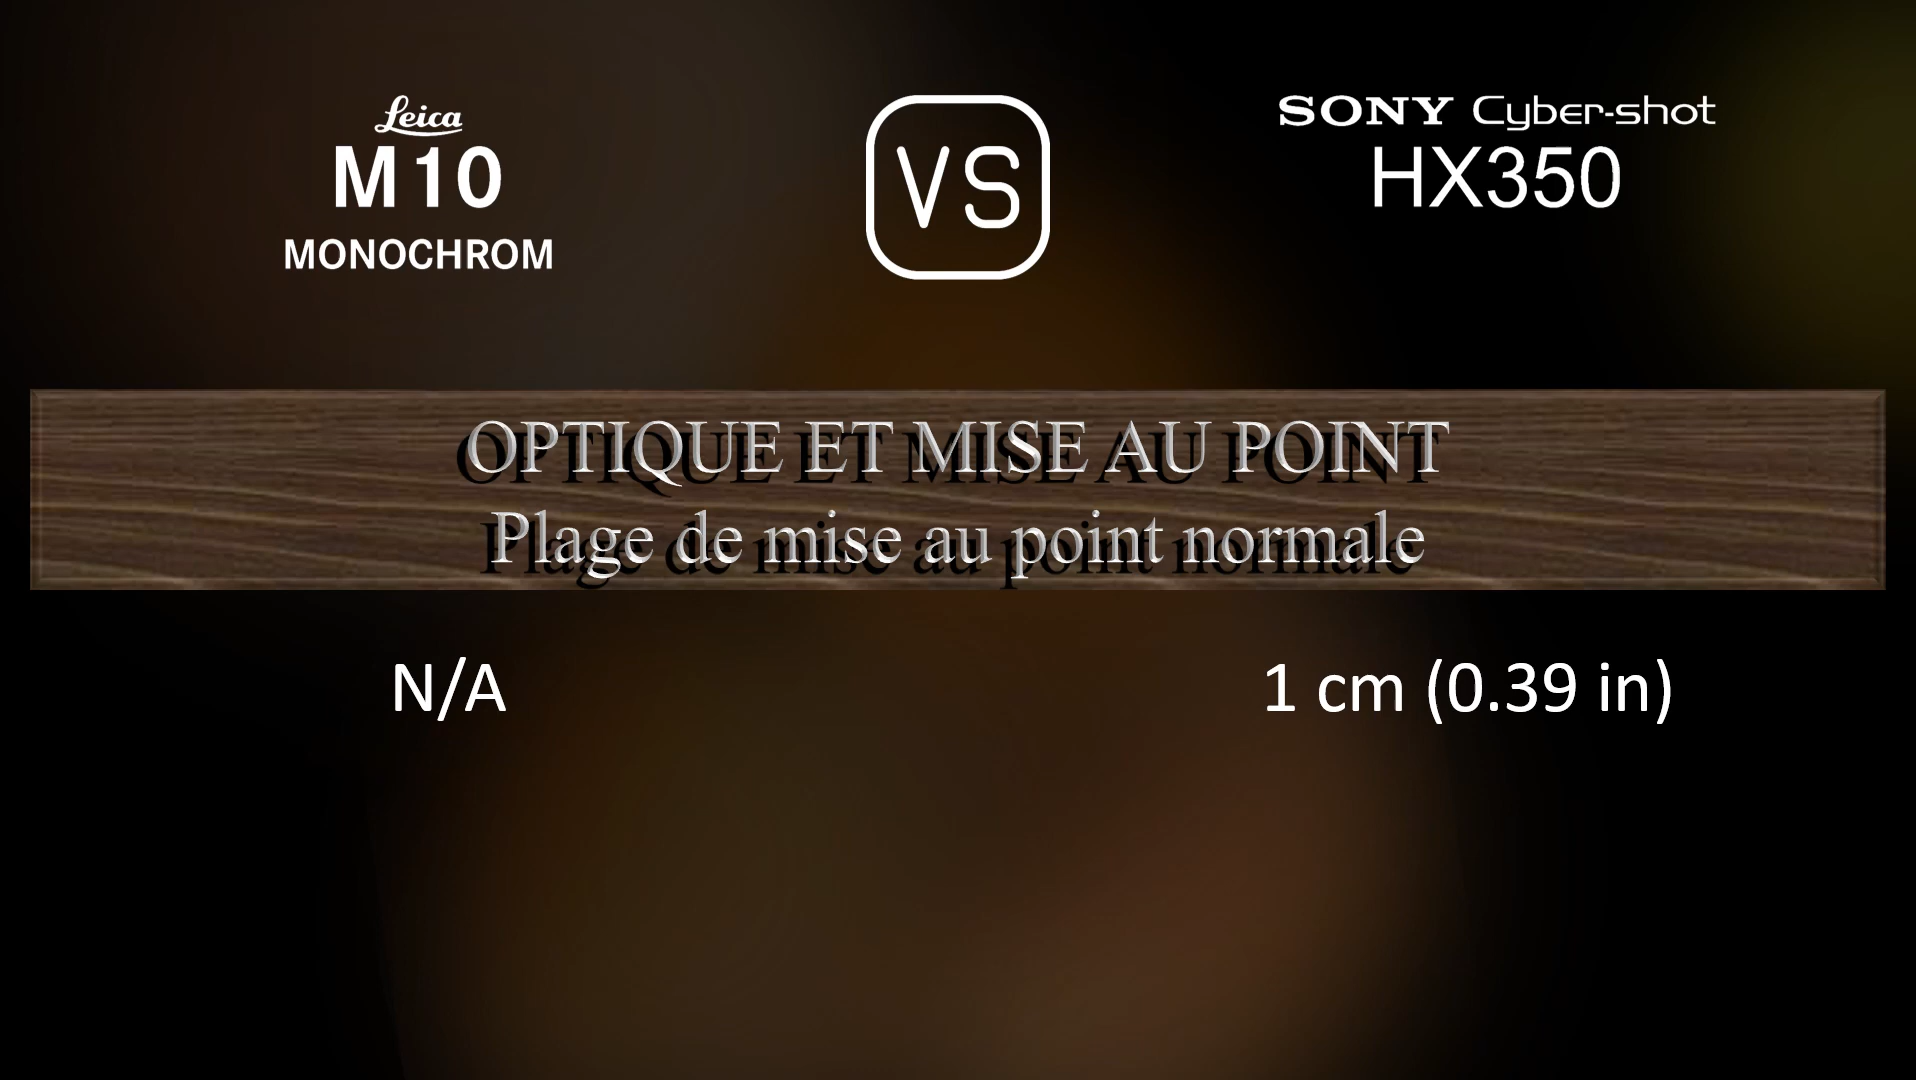 Leica
M10
MONOCHROM
VS
SONY Cyber-shot
HX350
OPTIQUE ET MISE AU POINT
Plage de mise au point normale
N/A
1 cm (0.39 in)